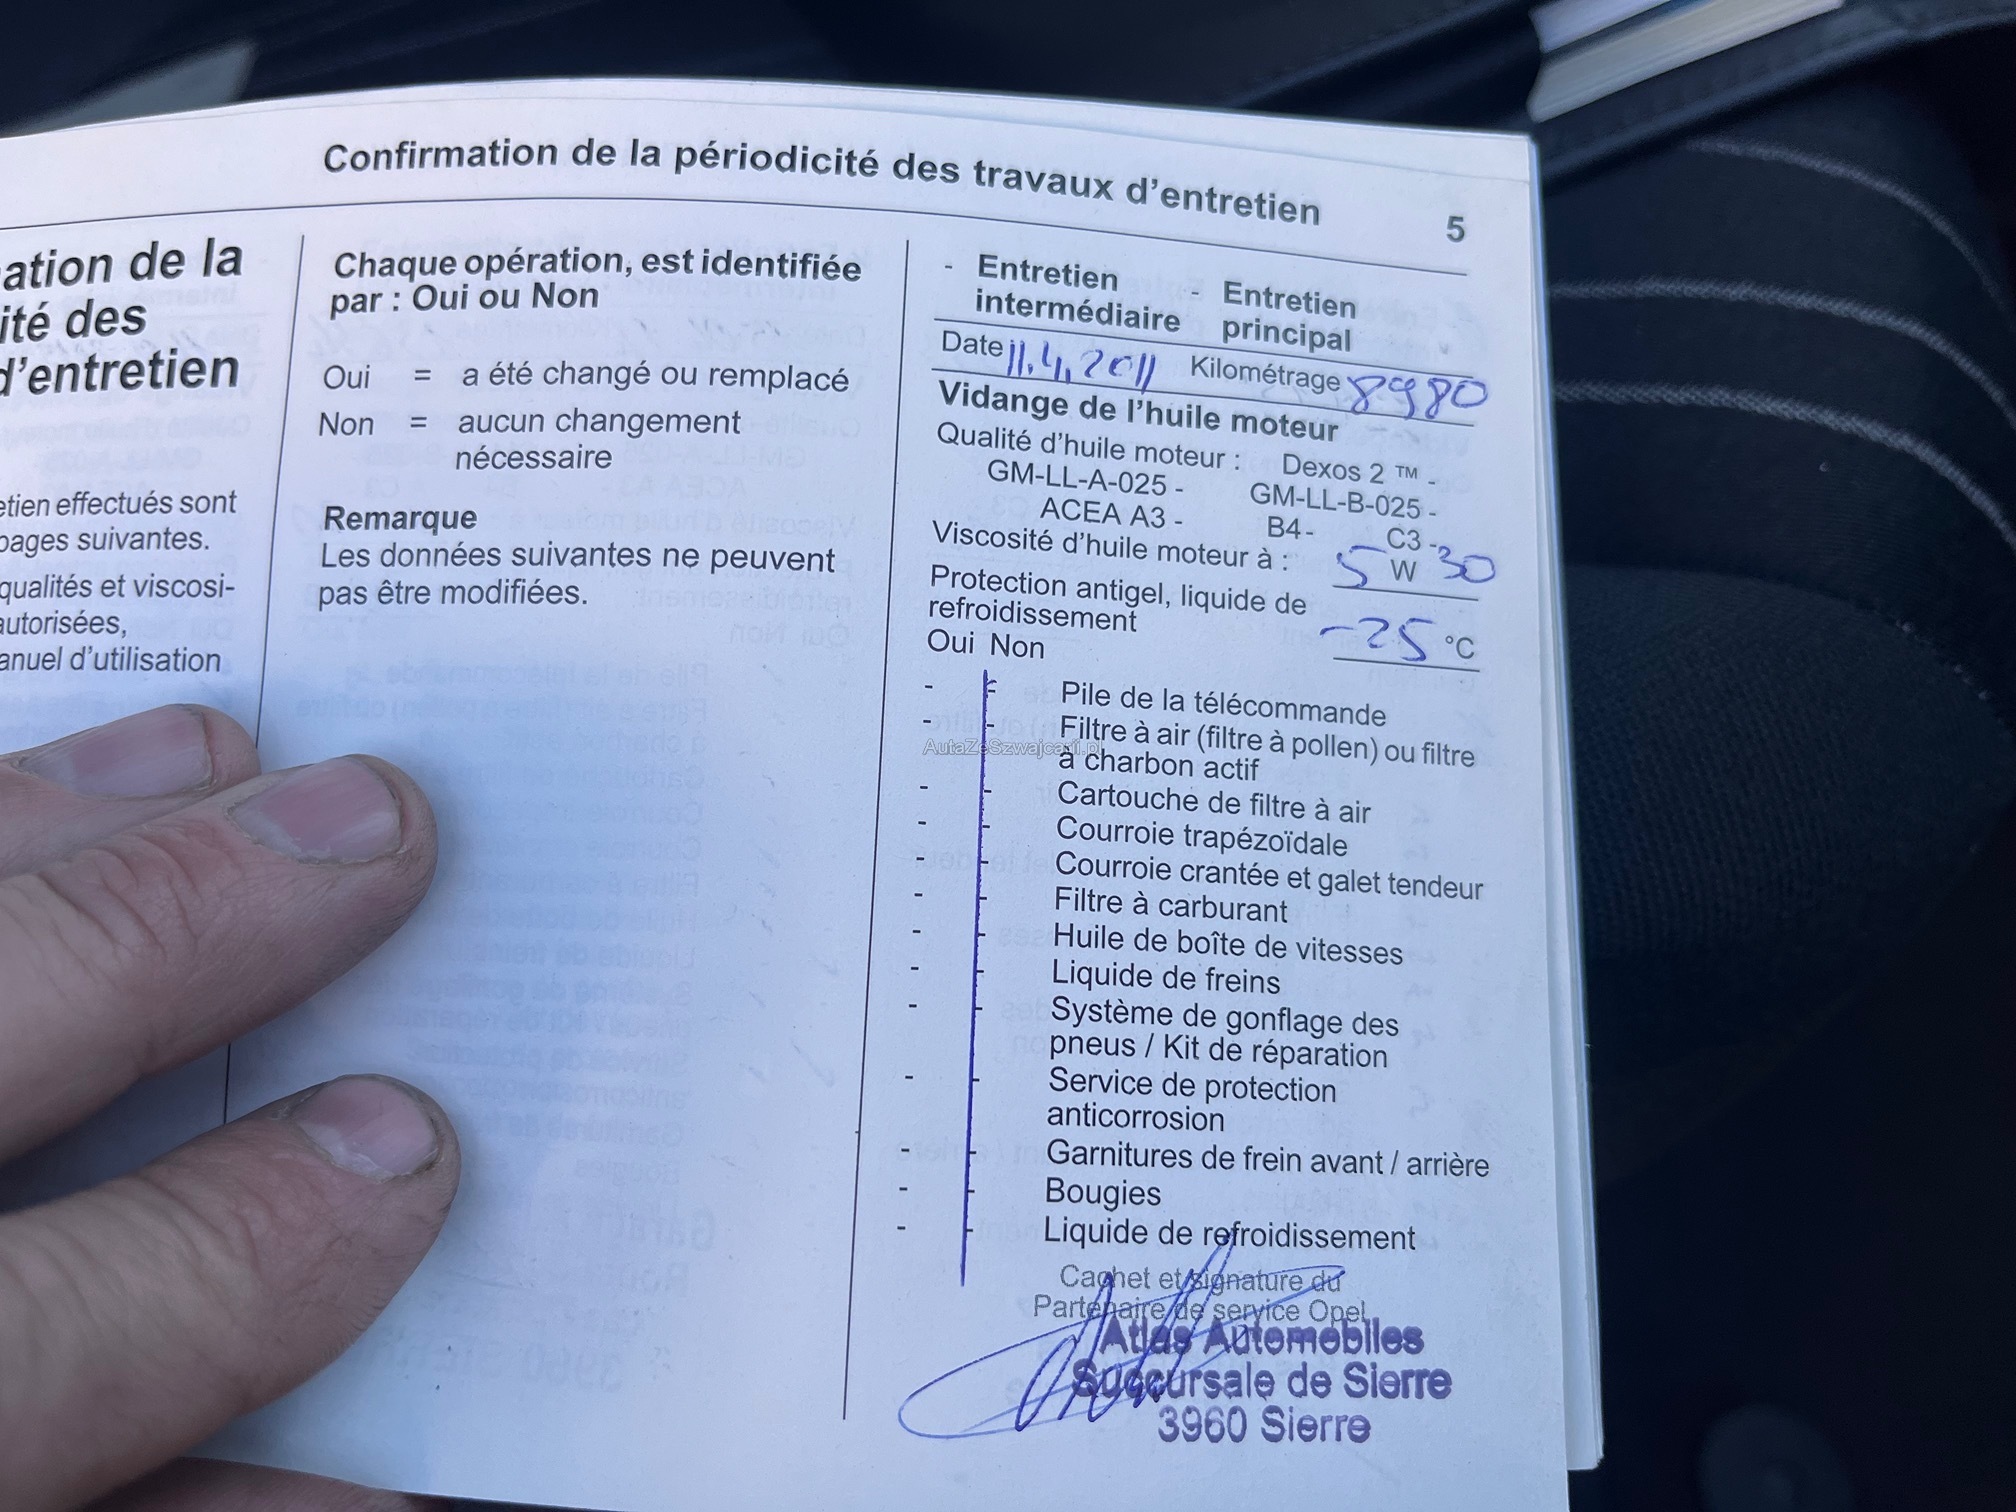 Confirmation de la périodicité des travaux d'entretien
5
ation de la
ité des
d'entretien
etien effectués sont
pages suivantes.
qualités et viscosi-
autorisées,
anuel d'utilisation
Chaque opération, est identifiée
par : Oui ou Non
Oui = a été changé ou remplacé
Non = aucun changement
nécessaire
Remarque
Les données suivantes ne peuvent
pas être modifiées.
- Entretien intermédiaire - Entretien principal
Date 11.4.2011 Kilométrage 8980
Vidange de l'huile moteur
Qualité d'huile moteur : Dexos 2 ™ -
GM-LL-A-025 - GM-LL-B-025 -
ACEA A3 - B4 - C3 -
Viscosité d'huile moteur à : 5 W 30
Protection antigel, liquide de
refroidissement -25 °C
Oui Non
- - Pile de la télécommande
- - Filtre à air (filtre à pollen) ou filtre
à charbon actif
AutaZeSzwajcarii.pl
- - Cartouche de filtre à air
- - Courroie trapézoïdale
- - Courroie crantée et galet tendeur
- - Filtre à carburant
- - Huile de boîte de vitesses
- - Liquide de freins
- - Système de gonflage des
pneus / Kit de réparation
- - Service de protection
anticorrosion
- - Garnitures de frein avant / arrière
- - Bougies
- - Liquide de refroidissement
Cachet et signature du
Partenaire de service Opel
Atlas Automobiles
Succursale de Sierre
3960 Sierre